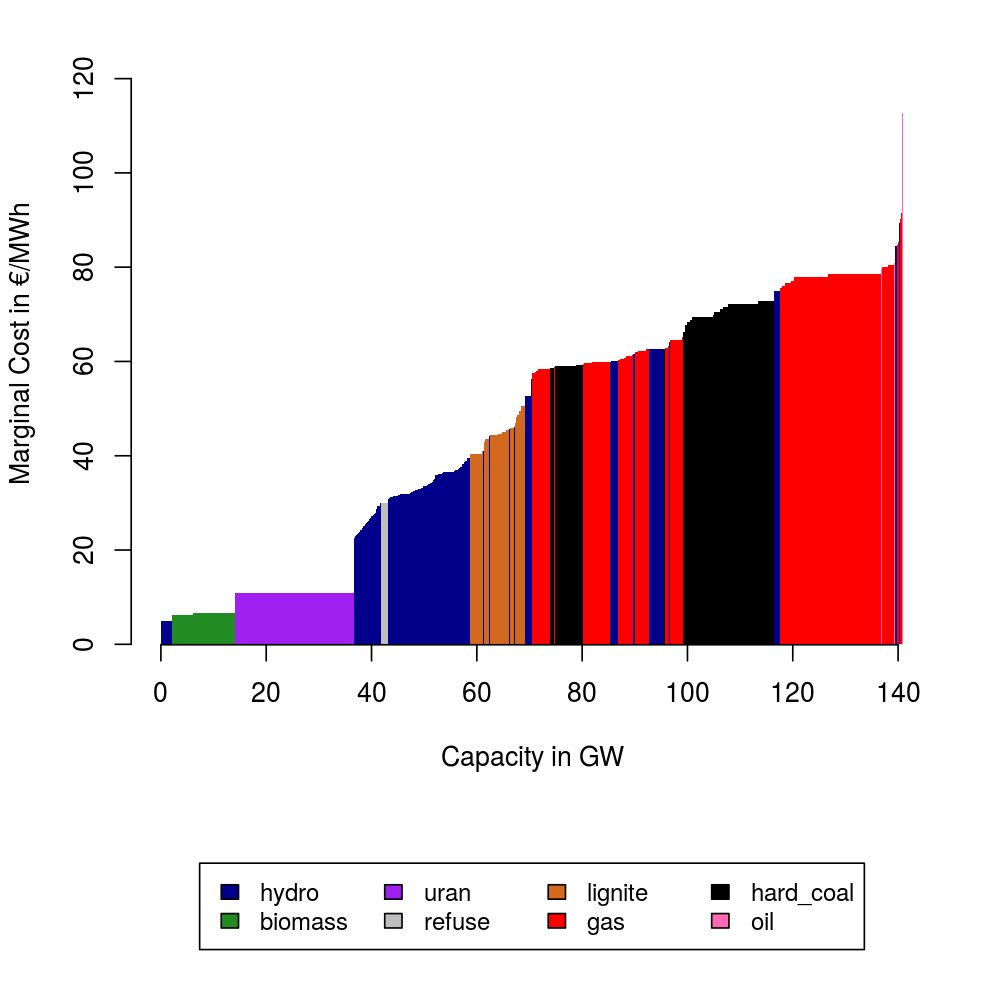 120
100
80
60
40
20
0
Marginal Cost in €/MWh
0 20 40 60 80 100 120 140
Capacity in GW
hydro uran lignite hard_coal
biomass refuse gas oil